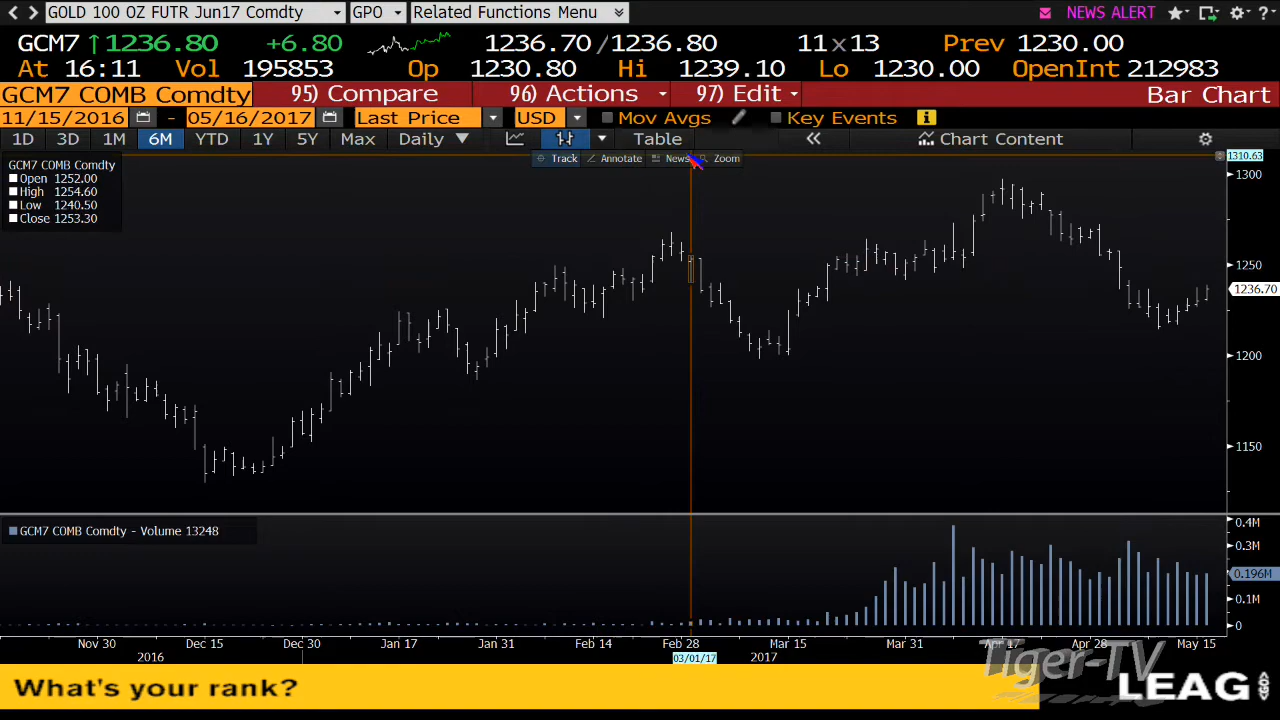 GOLD 100 OZ FUTR Jun17 Comdty GPO Related Functions Menu NEWS ALERT ?
GCM7 ↑1236.80 +6.80 1236.70 /1236.80 11x13 Prev 1230.00
At 16:11 Vol 195853 Op 1230.80 Hi 1239.10 Lo 1230.00 OpenInt 212983
GCM7 COMB Comdty 95) Compare 96) Actions 97) Edit Bar Chart
11/15/2016 - 05/16/2017 Last Price USD Mov Avgs Key Events i
1D 3D 1M 6M YTD 1Y 5Y Max Daily ▼ Table « Chart Content
Track Annotate News Zoom
1310.63
GCM7 COMB Comdty
Open 1252.00
High 1254.60
Low 1240.50
Close 1253.30
1300
1250
1236.70
1200
1150
GCM7 COMB Comdty - Volume 13248
0.4M
0.3M
0.196M
0.1M
0
Nov 30 Dec 15 Dec 30 Jan 17 Jan 31 Feb 14 Feb 28 Mar 15 Mar 31 Apr 17 Apr 28 May 15
2016 03/01/17 2017
Tiger-TV
What's your rank?
LEAG
GO